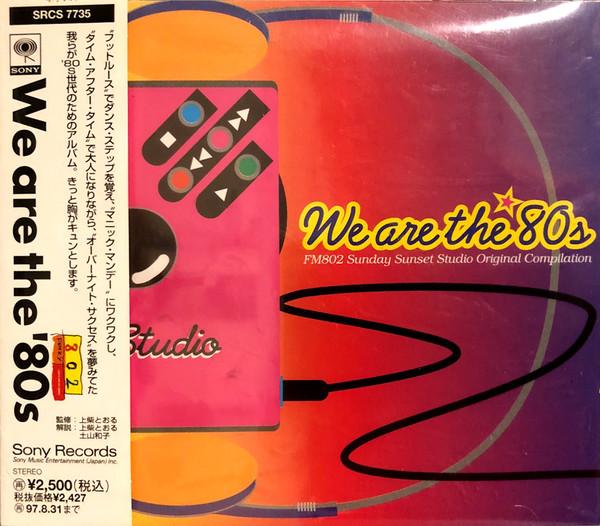 SRCS 7735
SONY
We are the '80s
“フットルース”でダンス・ステップを覚え、“マニック・マンデー”にワクワクし、
“タイム・アフター・タイム”で大人になりながら、“オーバーナイト・サクセス”を夢みてた
我らが'80S世代のためのアルバム。きっと胸がキュンとします。
FUNKY
802
監修：上柴とおる
解説：上柴とおる
土山和子
Sony Records
Sony Music Entertainment (Japan) Inc.
STEREO
再 ¥2,500(税込)
税抜価格¥2,427
再 97.8.31まで
Studio
We are the '80s
FM802 Sunday Sunset Studio Original Compilation